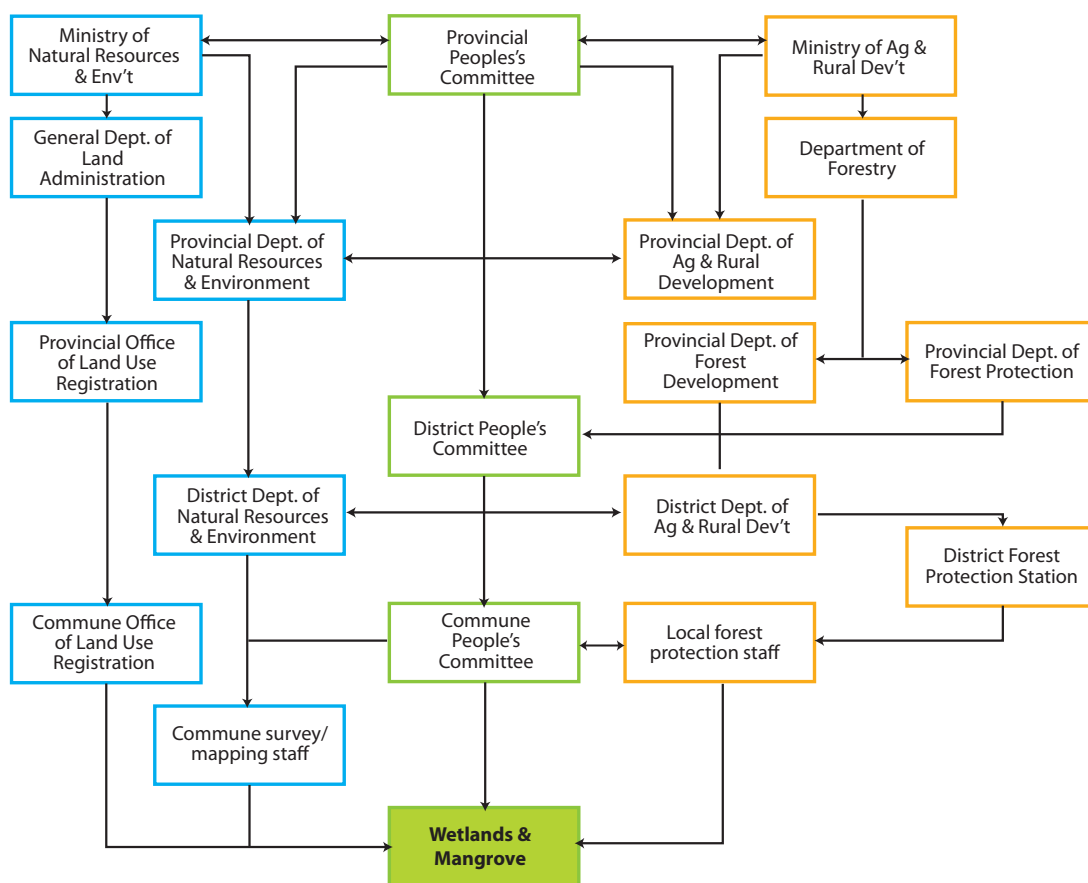 Ministry of
Natural Resources
& Env't
Provincial
Peoples's
Committee
Ministry of Ag &
Rural Dev't
General Dept. of
Land
Administration
Department of
Forestry
Provincial Dept. of
Natural Resources
& Environment
Provincial Dept. of
Ag & Rural
Development
Provincial Office
of Land Use
Registration
Provincial Dept. of
Forest
Development
Provincial Dept. of
Forest Protection
District People's
Committee
District Dept. of
Natural Resources
& Environment
District Dept. of
Ag & Rural Dev't
District Forest
Protection Station
Commune Office
of Land Use
Registration
Commune
People's
Committee
Local forest
protection staff
Commune survey/
mapping staff
Wetlands &
Mangrove